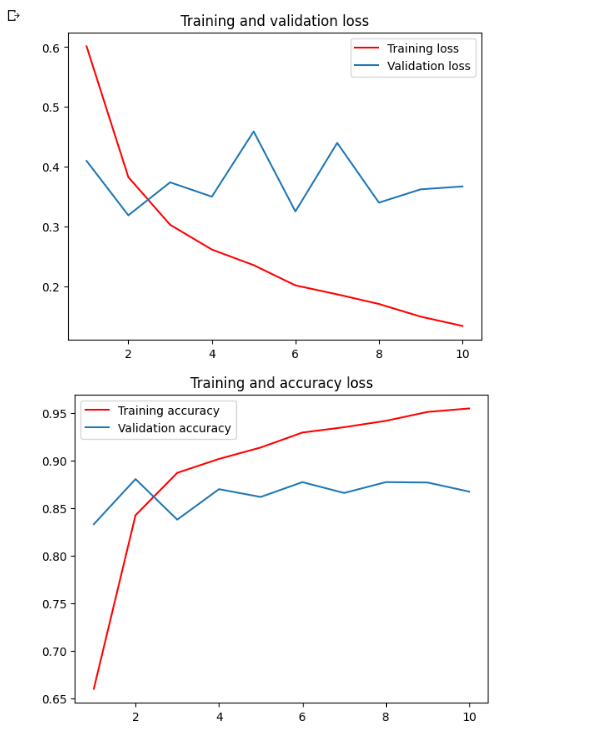 Training and validation loss
Training loss
Validation loss
0.6
0.5
0.4
0.3
0.2
2 4 6 8 10
Training and accuracy loss
Training accuracy
Validation accuracy
0.95
0.90
0.85
0.80
0.75
0.70
0.65
2 4 6 8 10